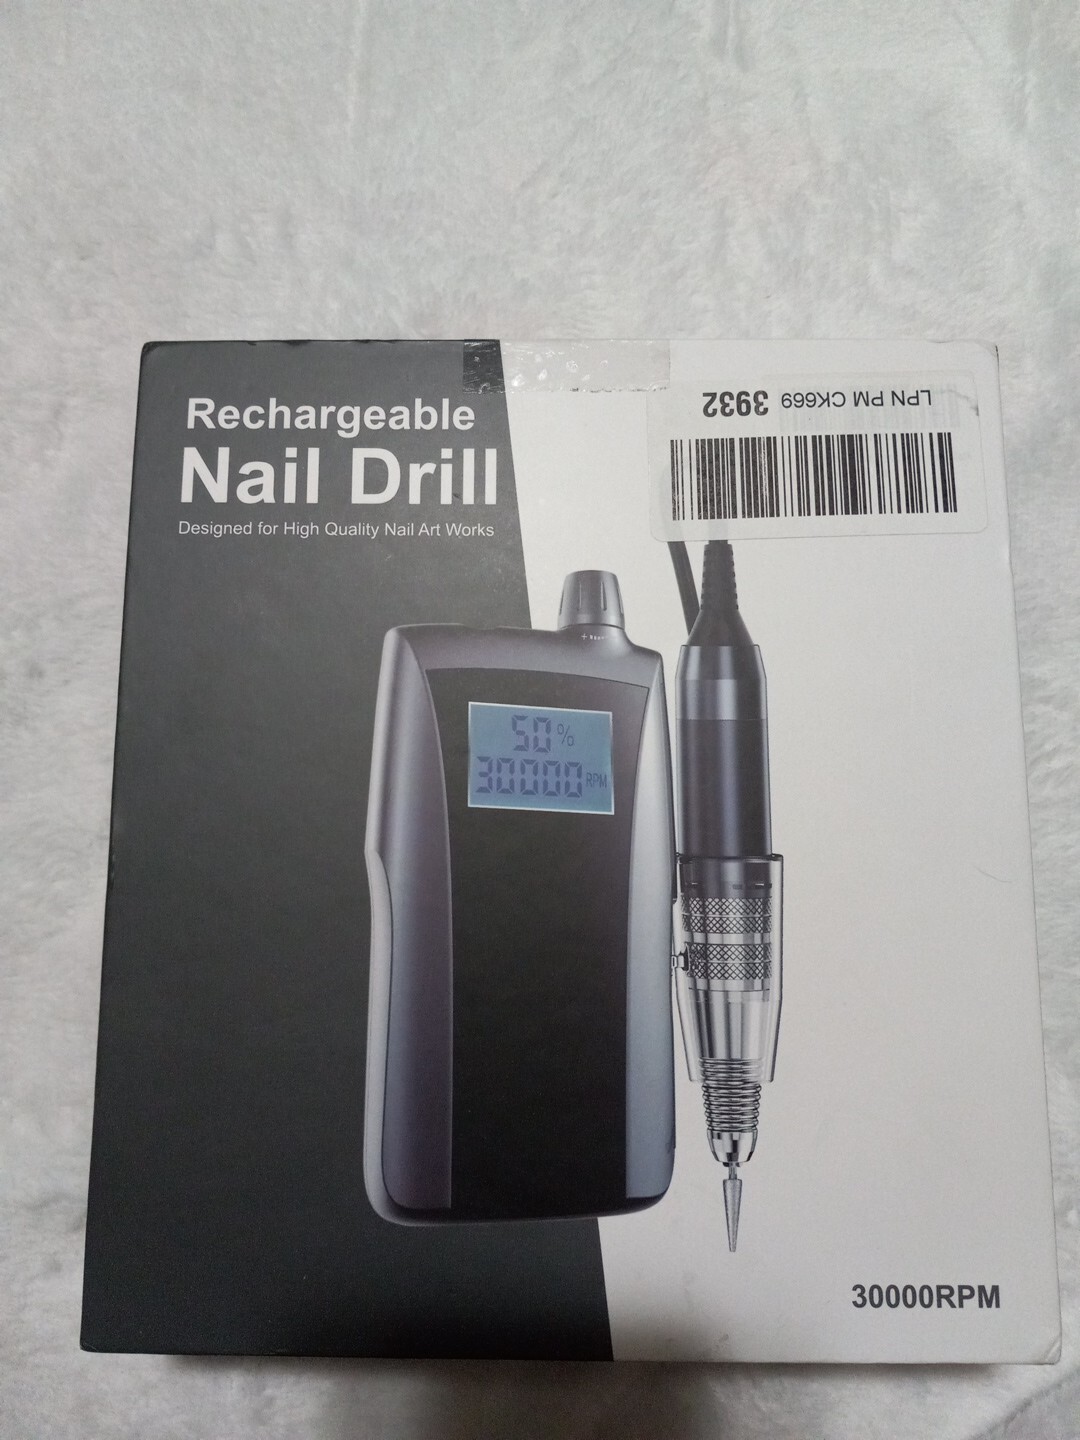 Rechargeable
Nail Drill
Designed for High Quality Nail Art Works
LPN PM CK669 3932
50%
30000 RPM
30000RPM